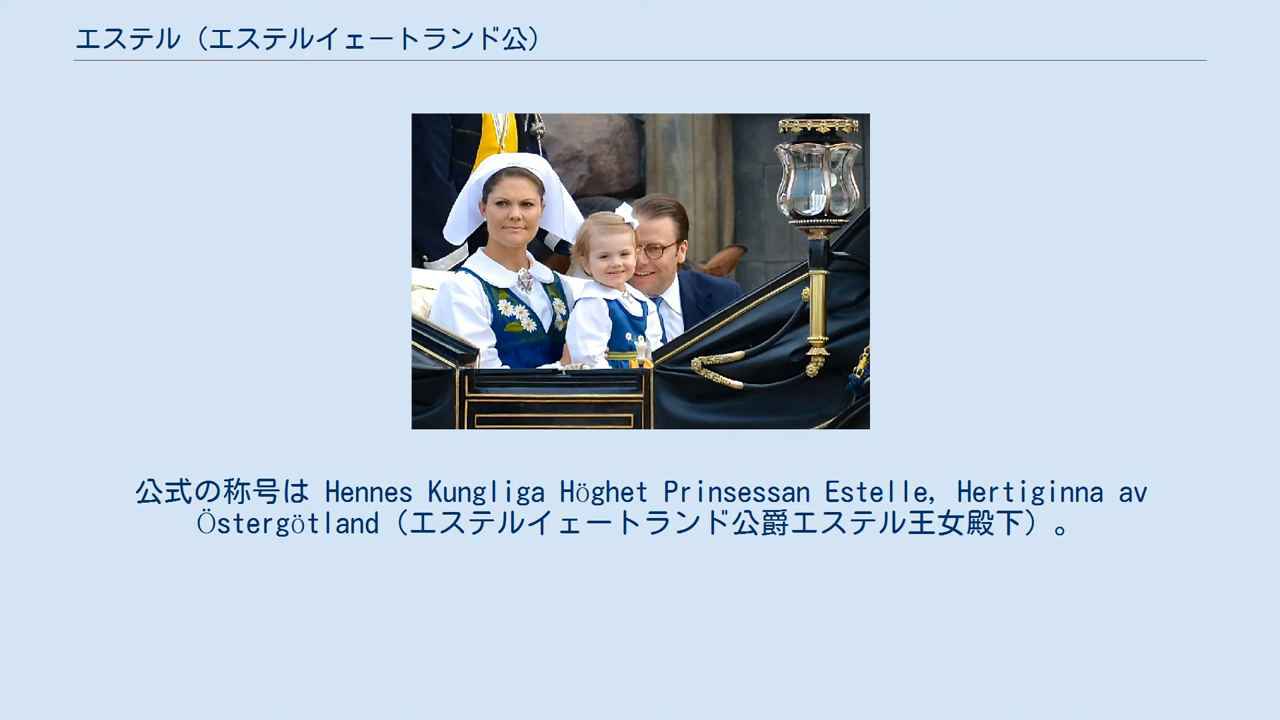 エステル（エステルイェートランド公）
公式の称号は Hennes Kungliga Höghet Prinsessan Estelle, Hertiginna av
Östergötland（エステルイェートランド公爵エステル王女殿下）。